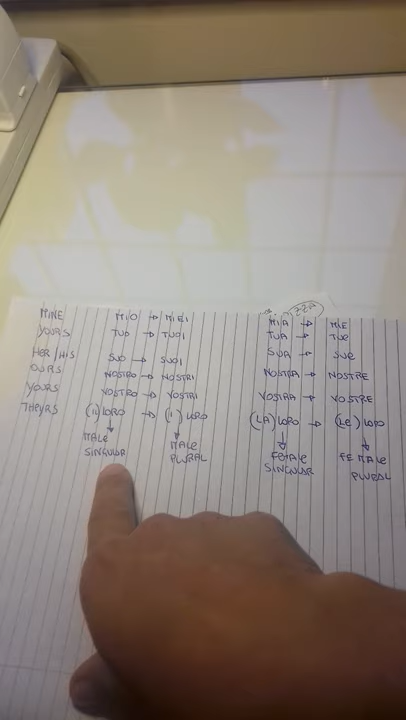 MINE MIO → MIEI MIA → MIE
YOURS TUO → TUOI TUA → TUE
HER/HIS SUO → SUOI SUA → SUE
OURS NOSTRO → NOSTRI NOSTRA → NOSTRE
YOURS VOSTRO → VOSTRI VOSTRA → VOSTRE
THEYRS (IL) LORO → (I) LORO (LA) LORO → (LE) LORO
MALE MALE FEMALE FEMALE
SINGULAR PLURAL SINGULAR PLURAL